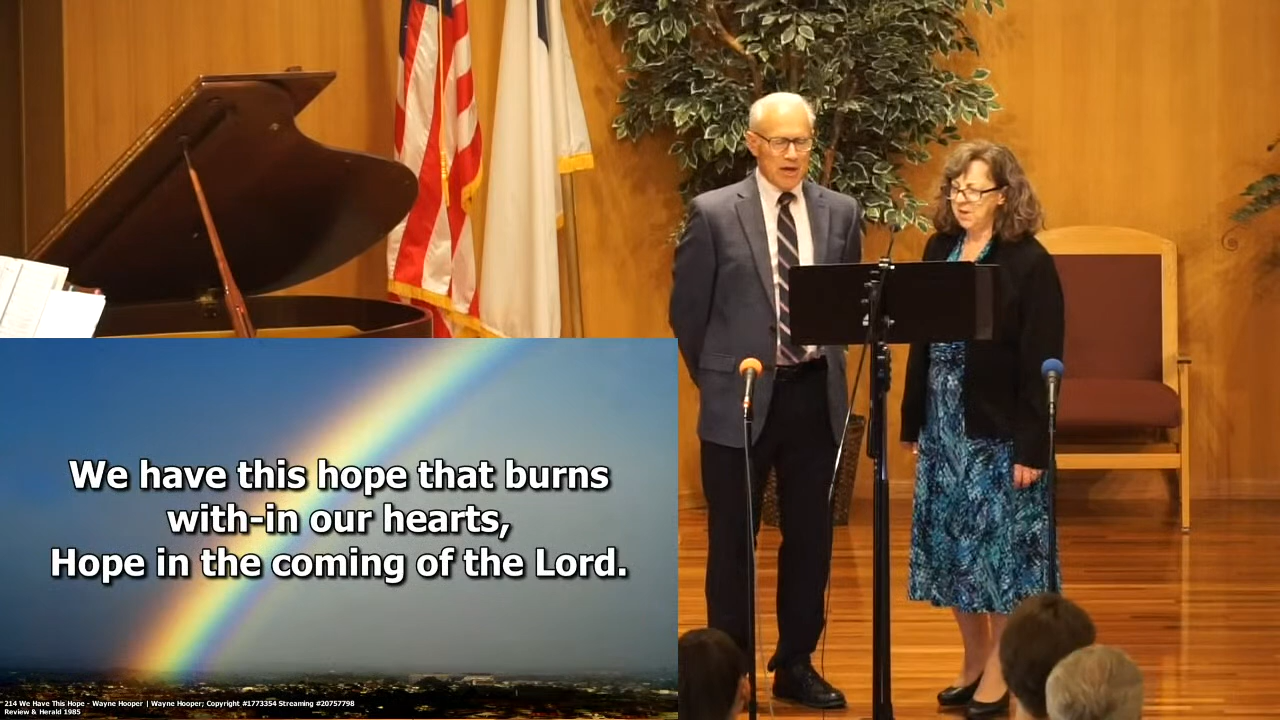 We have this hope that burns
with-in our hearts,
Hope in the coming of the Lord.
214 We Have This Hope - Wayne Hooper | Wayne Hooper; Copyright #1773354 Streaming #20757798
Review & Herald 1985